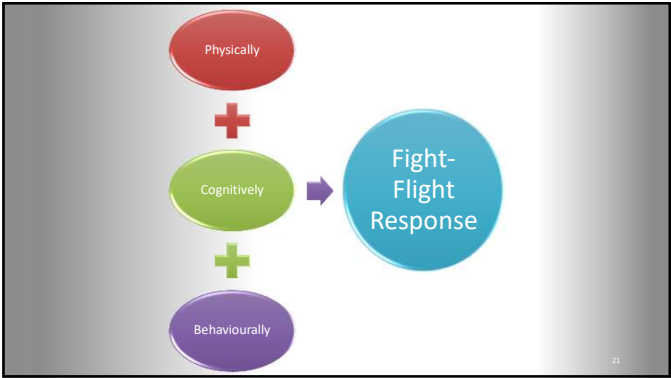 Physically
Cognitively
Behaviourally
Fight-
Flight
Response
21